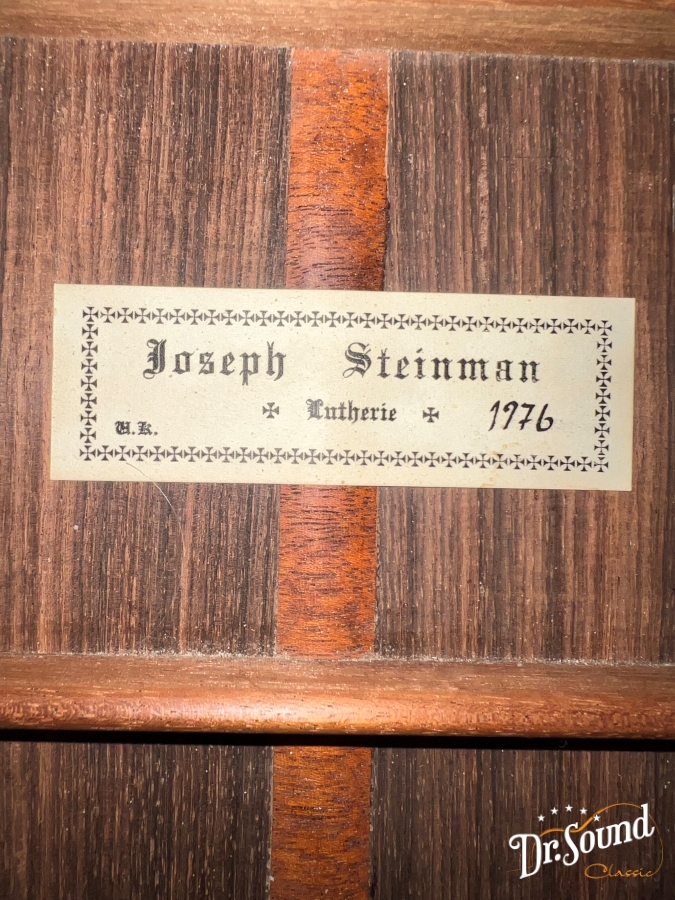 Joseph Steinman
✠ Lutherie ✠ 1976
U.K.
Dr. Sound
Classic